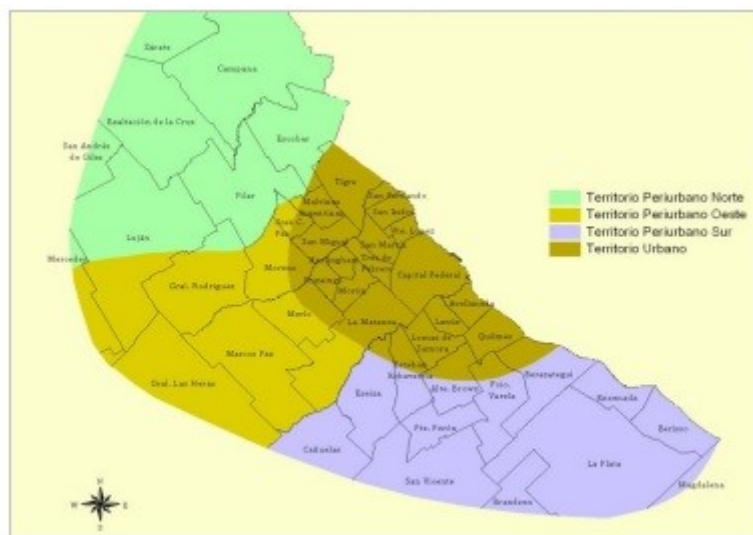 Zárate
Campana
Exaltación de la Cruz
San Andrés
de Giles
Escobar
Pilar
Luján
Mercedes
Tigre
San Fernando
Malvinas
Argentinas
San Isidro
Jose C.
Paz
Vte. López
San Miguel
San Martín
Hurlingham
Tres de
Febrero
Moreno
Ituzaingo
Capital Federal
Morón
Gral. Rodríguez
Merlo
Avellaneda
La Matanza
Lanús
Lomas de
Zamora
Quilmes
Marcos Paz
Gral. Las Heras
Esteban
Echeverría
Ezeiza
Alte. Brown
Fcio.
Varela
Berazategui
Ensenada
Berisso
Pte. Perón
Cañuelas
San Vicente
La Plata
Brandsen
Magdalena
Territorio Periurbano Norte
Territorio Periurbano Oeste
Territorio Periurbano Sur
Territorio Urbano
N
W
E
S